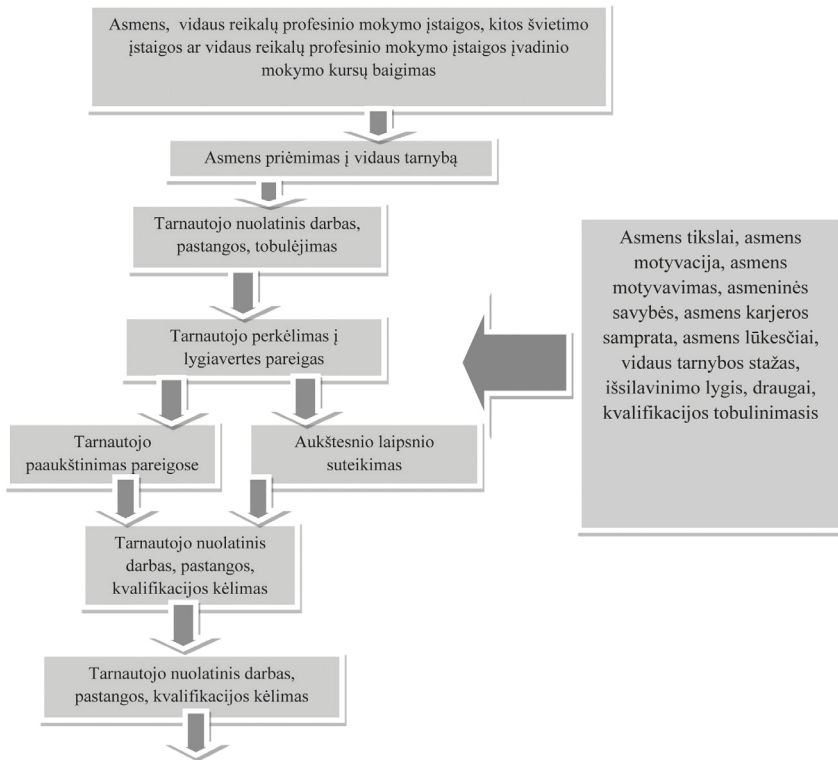 Asmens, vidaus reikalų profesinio mokymo įstaigos, kitos švietimo
įstaigos ar vidaus reikalų profesinio mokymo įstaigos įvadinio
mokymo kursų baigimas
Asmens priėmimas į vidaus tarnybą
Tarnautojo nuolatinis darbas,
pastangos, tobulėjimas
Tarnautojo perkėlimas į
lygiavertes pareigas
Tarnautojo
paaukštinimas pareigose
Aukštesnio laipsnio
suteikimas
Tarnautojo nuolatinis
darbas, pastangos,
kvalifikacijos kėlimas
Tarnautojo nuolatinis darbas,
pastangos, kvalifikacijos kėlimas
Asmens tikslai, asmens
motyvacija, asmens
motyvavimas, asmeninės
savybės, asmens karjeros
samprata, asmens lūkesčiai,
vidaus tarnybos stažas,
išsilavinimo lygis, draugai,
kvalifikacijos tobulinimasis